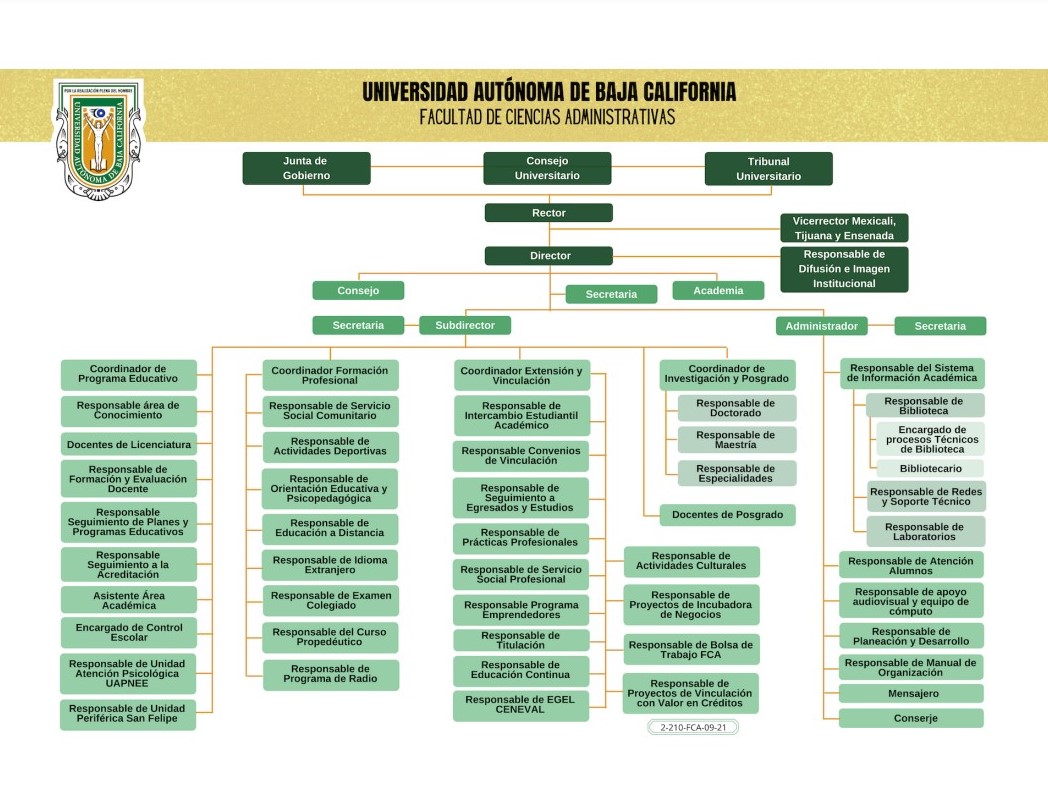 UNIVERSIDAD AUTÓNOMA DE BAJA CALIFORNIA
FACULTAD DE CIENCIAS ADMINISTRATIVAS
POR LA REALIZACIÓN PLENA DEL HOMBRE
UNIVERSIDAD AUTÓNOMA DE BAJA CALIFORNIA
Junta de
Gobierno
Consejo
Universitario
Tribunal
Universitario
Rector
Vicerrector Mexicali,
Tijuana y Ensenada
Director
Responsable de
Difusión e Imagen
Institucional
Consejo
Secretaria
Academia
Secretaria
Subdirector
Administrador
Secretaria
Coordinador de
Programa Educativo
Responsable área de
Conocimiento
Docentes de Licenciatura
Responsable de
Formación y Evaluación
Docente
Responsable
Seguimiento de Planes y
Programas Educativos
Responsable
Seguimiento a la
Acreditación
Asistente Área
Académica
Encargado de Control
Escolar
Responsable de Unidad
Atención Psicológica
UAPNEE
Responsable de Unidad
Periférica San Felipe
Coordinador Formación
Profesional
Responsable de Servicio
Social Comunitario
Responsable de
Actividades Deportivas
Responsable de
Orientación Educativa y
Psicopedagógica
Responsable de
Educación a Distancia
Responsable de Idioma
Extranjero
Responsable de Examen
Colegiado
Responsable del Curso
Propedéutico
Responsable de
Programa de Radio
Coordinador Extensión y
Vinculación
Responsable de
Intercambio Estudiantil
Académico
Responsable Convenios
de Vinculación
Responsable de
Seguimiento a
Egresados y Estudios
Responsable de
Prácticas Profesionales
Responsable de Servicio
Social Profesional
Responsable Programa
Emprendedores
Responsable de
Titulación
Responsable de
Educación Continua
Responsable de EGEL
CENEVAL
Coordinador de
Investigación y Posgrado
Responsable de
Doctorado
Responsable de
Maestría
Responsable de
Especialidades
Docentes de Posgrado
Responsable de
Actividades Culturales
Responsable de
Proyectos de Incubadora
de Negocios
Responsable de Bolsa de
Trabajo FCA
Responsable de
Proyectos de Vinculación
con Valor en Créditos
2-210-FCA-09-21
Responsable del Sistema
de Información Académica
Responsable de
Biblioteca
Encargado de
procesos Técnicos
de Biblioteca
Bibliotecario
Responsable de Redes
y Soporte Técnico
Responsable de
Laboratorios
Responsable de Atención
Alumnos
Responsable de apoyo
audiovisual y equipo de
cómputo
Responsable de
Planeación y Desarrollo
Responsable de Manual de
Organización
Mensajero
Conserje